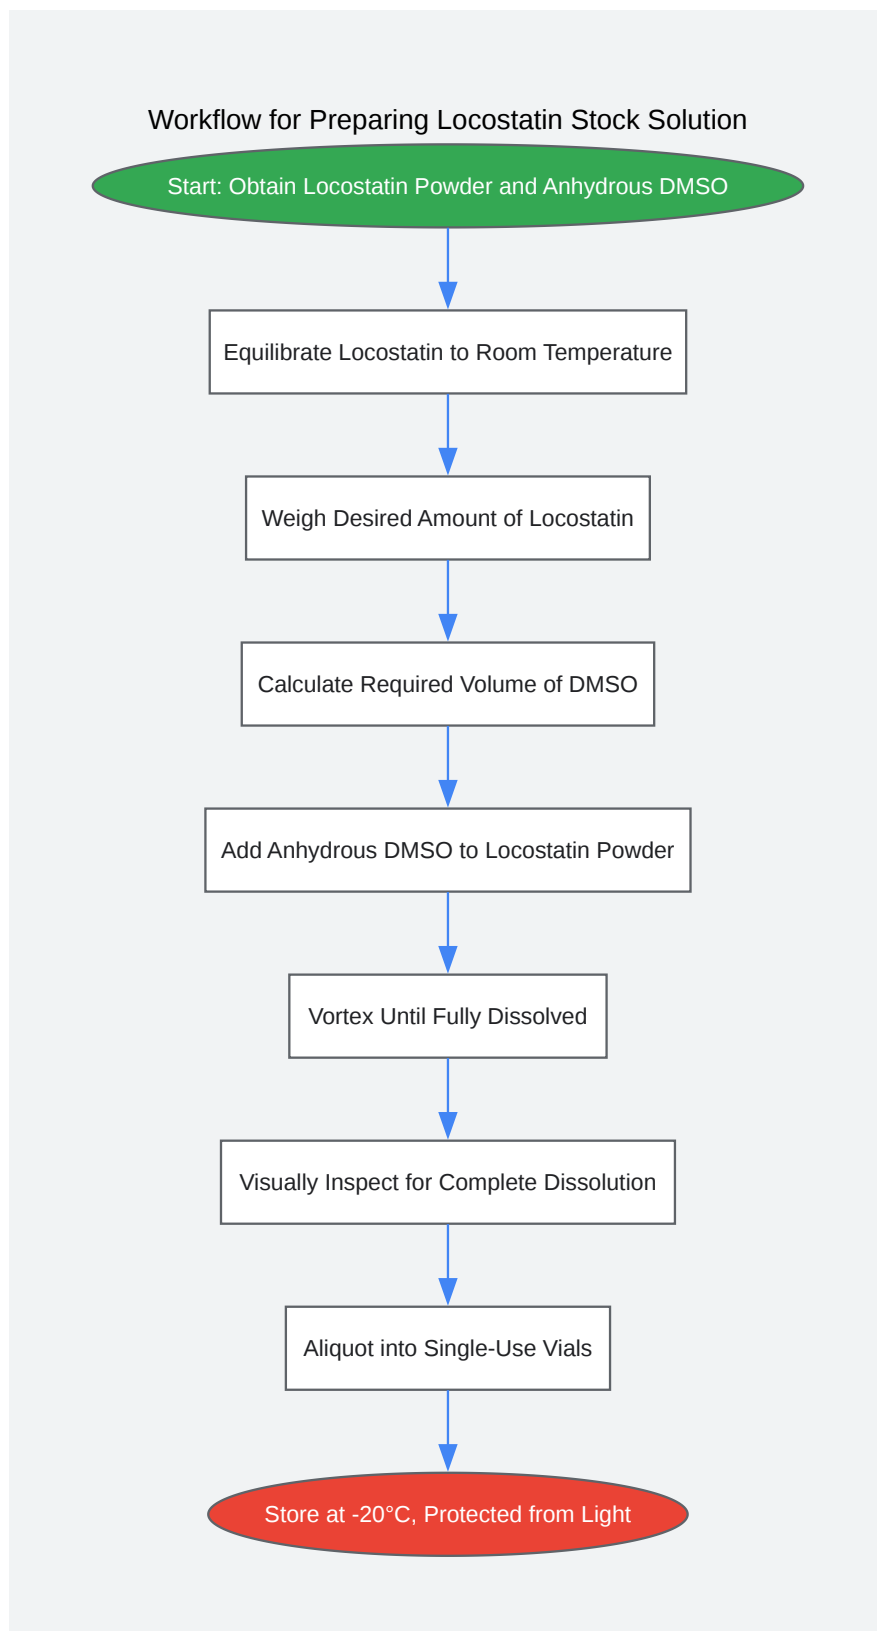 Workflow for Preparing Locostatin Stock Solution
Start: Obtain Locostatin Powder and Anhydrous DMSO
Equilibrate Locostatin to Room Temperature
Weigh Desired Amount of Locostatin
Calculate Required Volume of DMSO
Add Anhydrous DMSO to Locostatin Powder
Vortex Until Fully Dissolved
Visually Inspect for Complete Dissolution
Aliquot into Single-Use Vials
Store at -20°C, Protected from Light